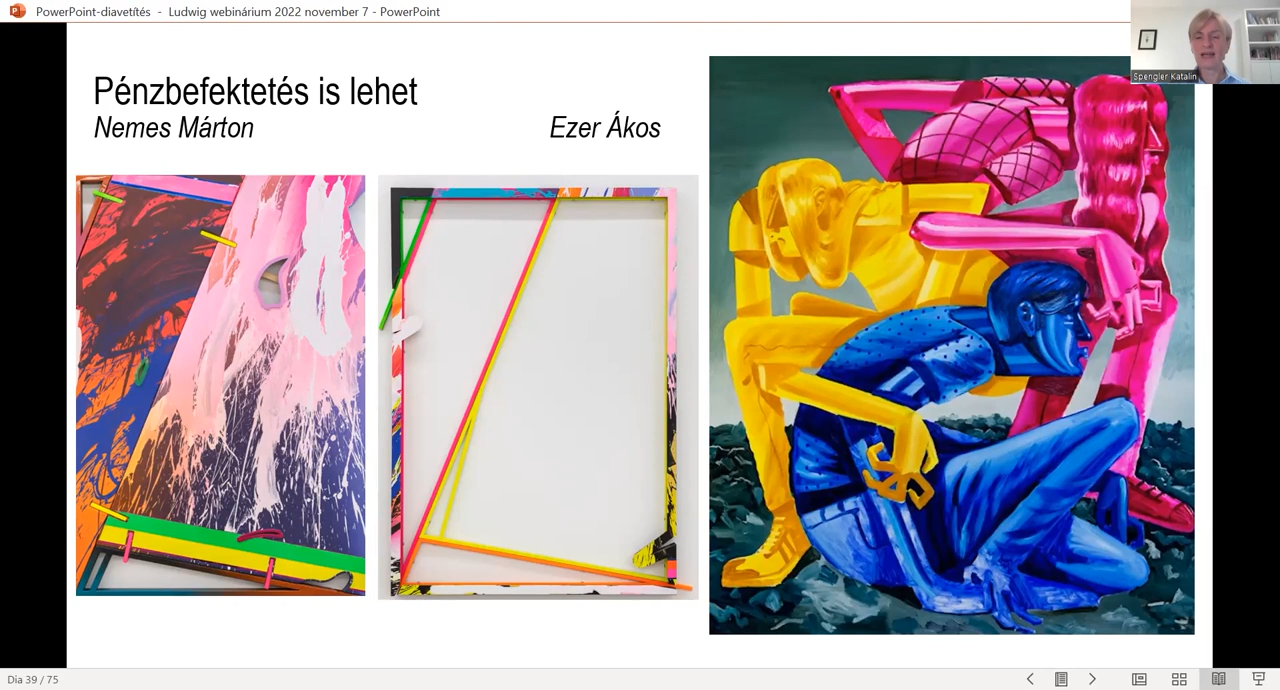 PowerPoint-diavetítés - Ludwig webinárium 2022 november 7 - PowerPoint
Spengler Katalin
Pénzbefektetés is lehet
Nemes Márton
Ezer Ákos
Dia 39 / 75